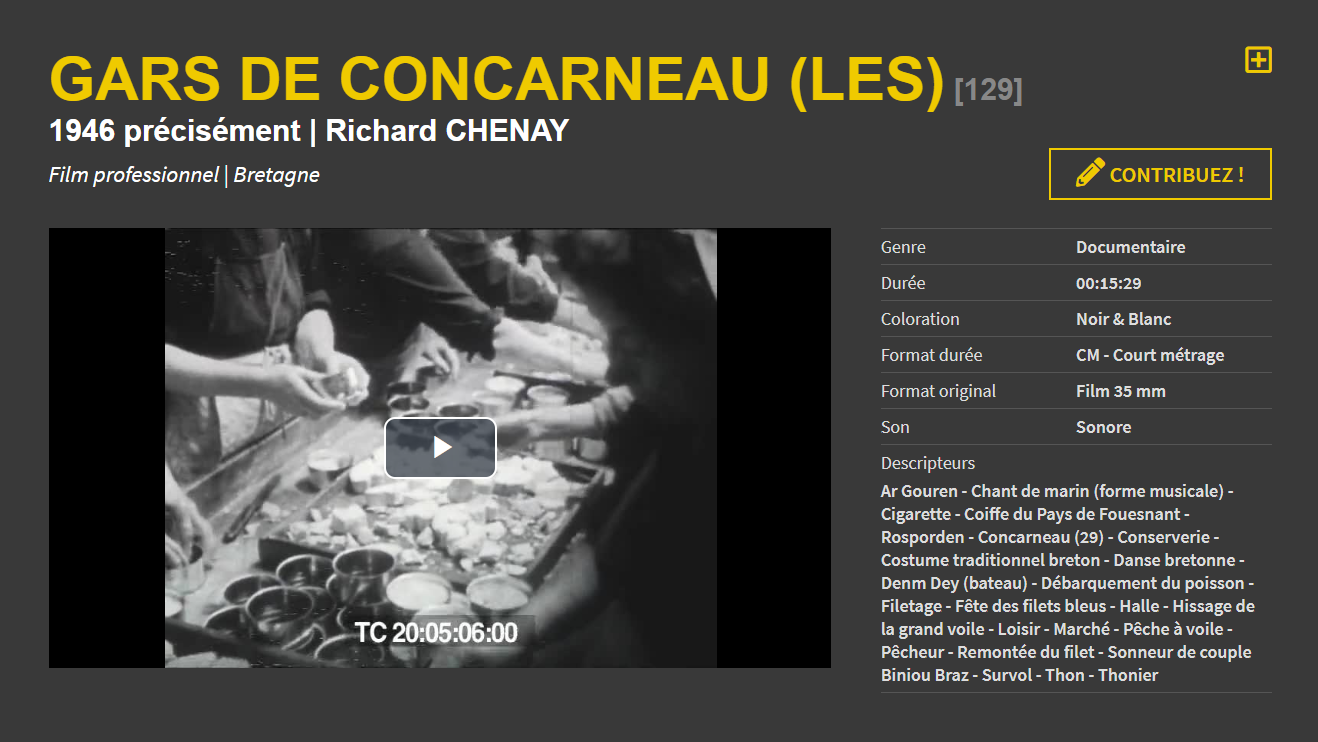 GARS DE CONCARNEAU (LES) [129]
1946 précisément | Richard CHENAY
Film professionnel | Bretagne
CONTRIBUEZ !
Genre Documentaire
Durée 00:15:29
Coloration Noir & Blanc
Format durée CM - Court métrage
Format original Film 35 mm
Son Sonore
Descripteurs
Ar Gouren - Chant de marin (forme musicale) -
Cigarette - Coiffe du Pays de Fouesnant -
Rosporden - Concarneau (29) - Conserverie -
Costume traditionnel breton - Danse bretonne -
Denm Dey (bateau) - Débarquement du poisson -
Filetage - Fête des filets bleus - Halle - Hissage de
la grand voile - Loisir - Marché - Pêche à voile -
Pêcheur - Remontée du filet - Sonneur de couple
Biniou Braz - Survol - Thon - Thonier
TC 20:05:06:00